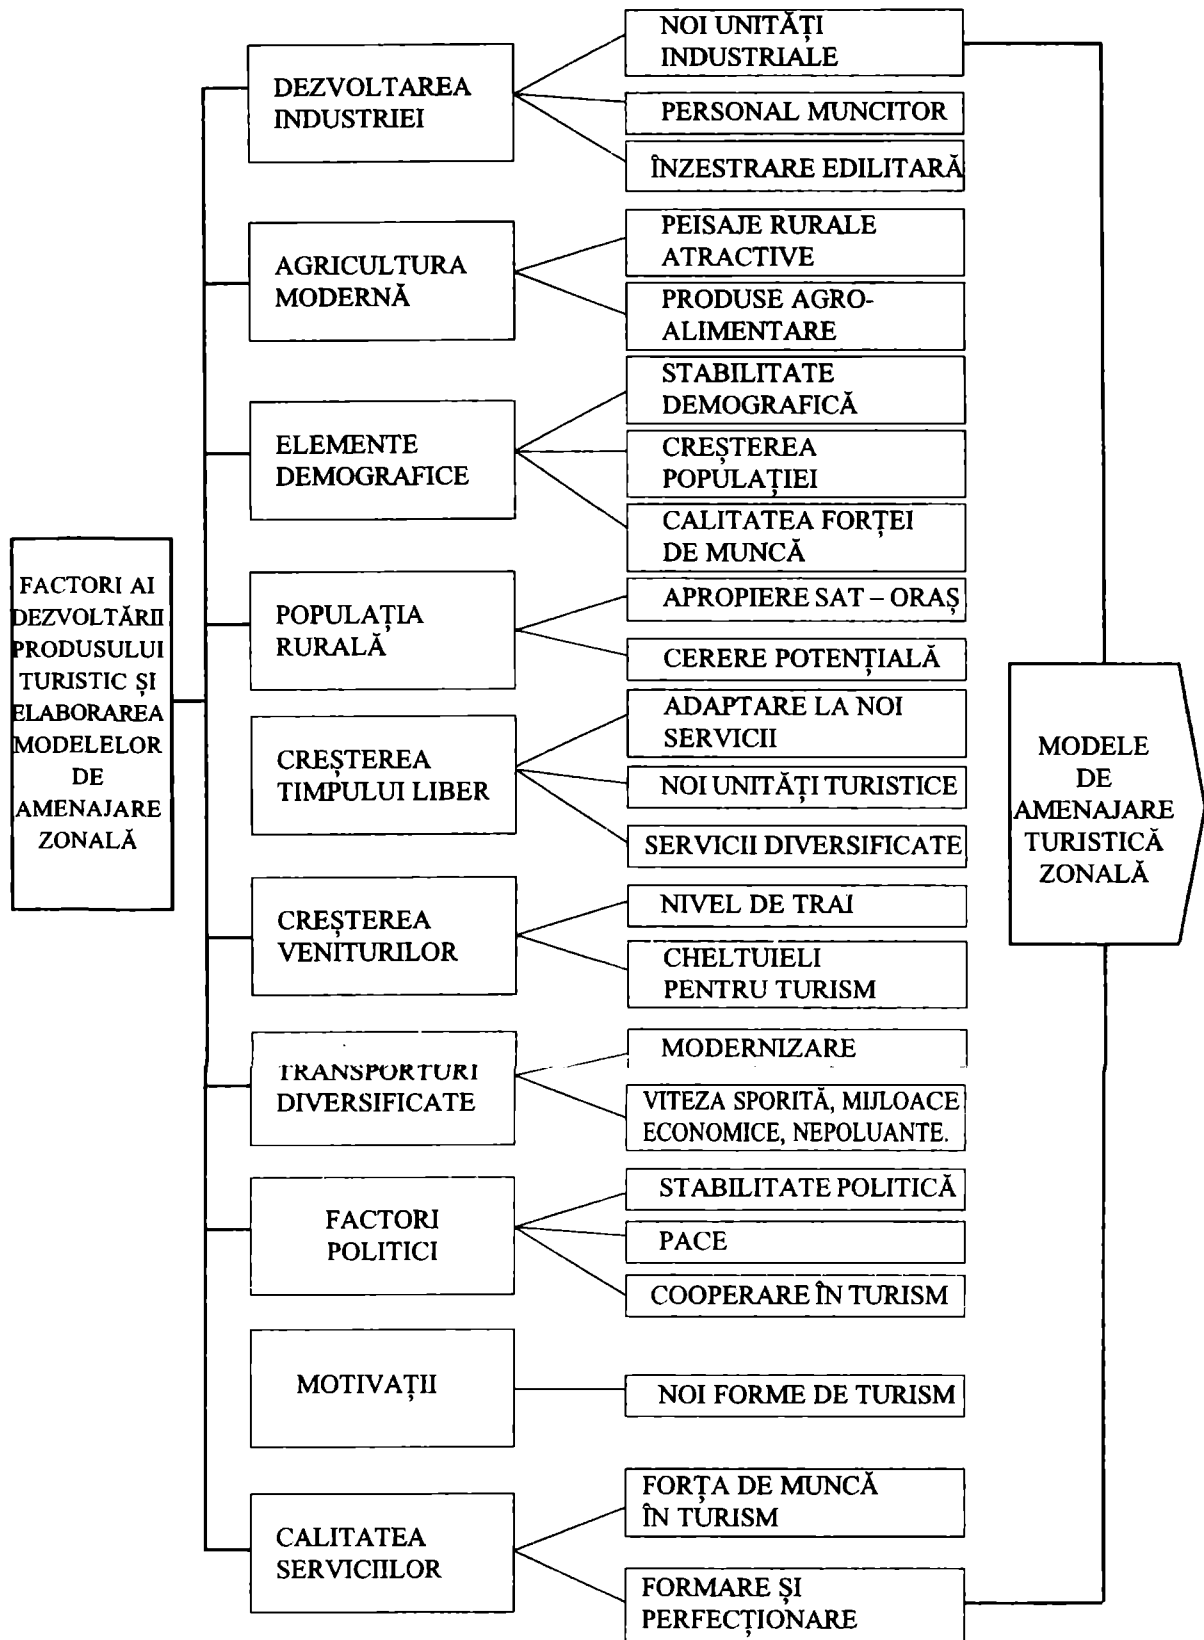 FACTORI AI
DEZVOLTĂRII
PRODUSULUI
TURISTIC ȘI
ELABORAREA
MODELELOR
DE
AMENAJARE
ZONALĂ
DEZVOLTAREA
INDUSTRIEI
NOI UNITĂȚI
INDUSTRIALE
PERSONAL MUNCITOR
ÎNZESTRARE EDILITARĂ
AGRICULTURA
MODERNĂ
PEISAJE RURALE
ATRACTIVE
PRODUSE AGRO-
ALIMENTARE
ELEMENTE
DEMOGRAFICE
STABILITATE
DEMOGRAFICĂ
CREȘTEREA
POPULAȚIEI
CALITATEA FORȚEI
DE MUNCĂ
POPULAȚIA
RURALĂ
APROPIERE SAT – ORAȘ
CERERE POTENȚIALĂ
CREȘTEREA
TIMPULUI LIBER
ADAPTARE LA NOI
SERVICII
NOI UNITĂȚI TURISTICE
SERVICII DIVERSIFICATE
CREȘTEREA
VENITURILOR
NIVEL DE TRAI
CHELTUIELI
PENTRU TURISM
TRANSPORTURI
DIVERSIFICATE
MODERNIZARE
VITEZA SPORITĂ, MIJLOACE
ECONOMICE, NEPOLUANTE.
FACTORI
POLITICI
STABILITATE POLITICĂ
PACE
COOPERARE ÎN TURISM
MOTIVAȚII
NOI FORME DE TURISM
CALITATEA
SERVICIILOR
FORȚA DE MUNCĂ
ÎN TURISM
FORMARE ȘI
PERFECȚIONARE
MODELE
DE
AMENAJARE
TURISTICĂ
ZONALĂ